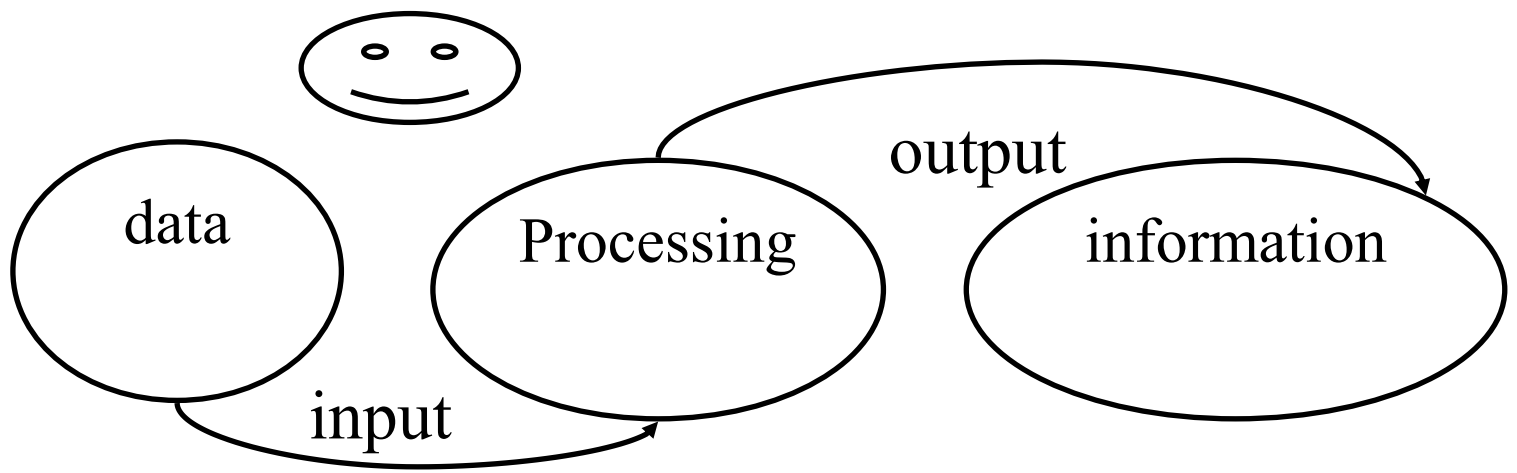 data
input
Processing
output
information